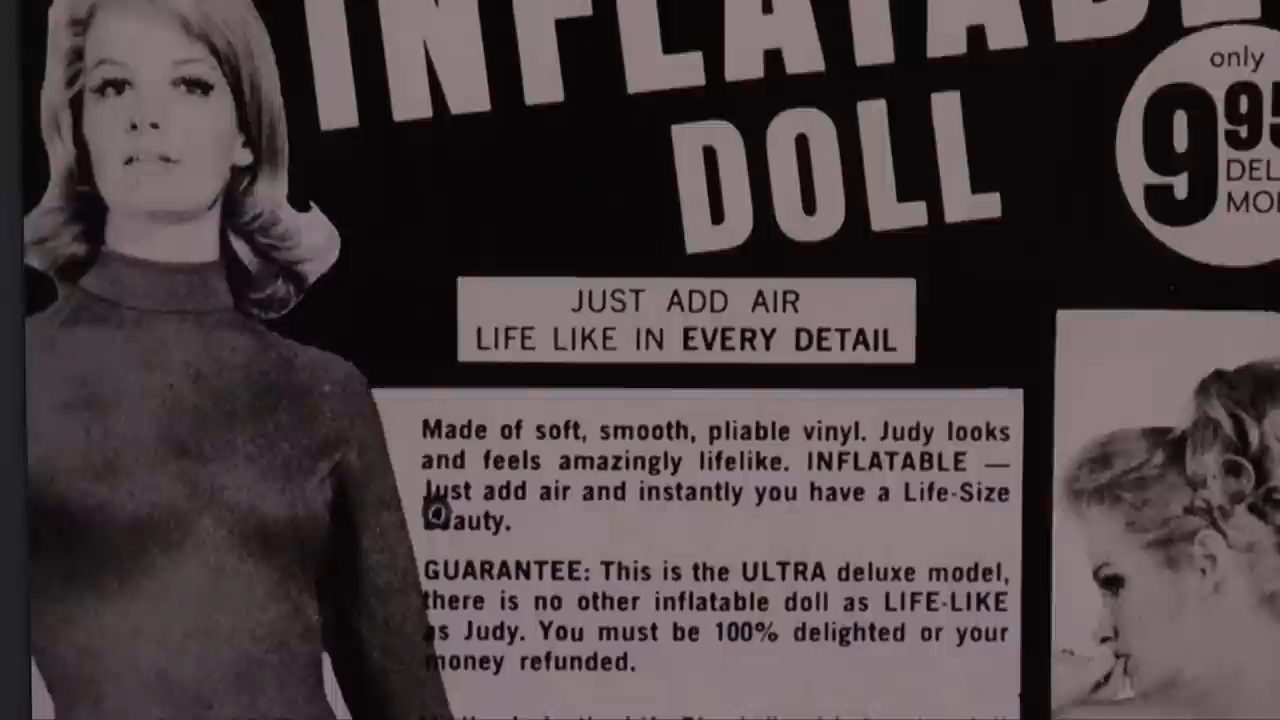 INFLATABLE
DOLL
only
9 95
JUST ADD AIR
LIFE LIKE IN EVERY DETAIL
Made of soft, smooth, pliable vinyl. Judy looks
and feels amazingly lifelike. INFLATABLE —
Just add air and instantly you have a Life-Size
auty.
GUARANTEE: This is the ULTRA deluxe model,
there is no other inflatable doll as LIFE-LIKE
as Judy. You must be 100% delighted or your
money refunded.